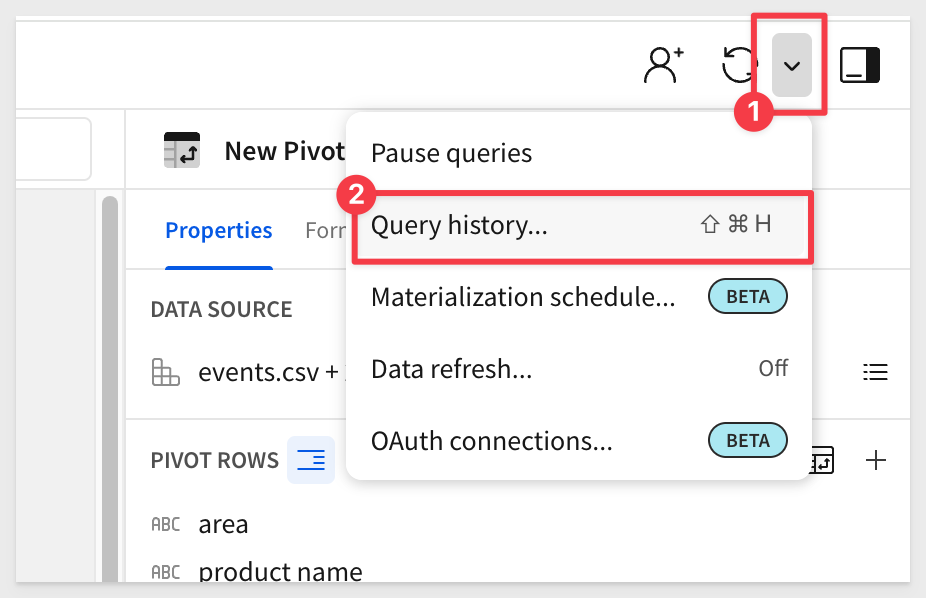 1
New Pivot
Pause queries
2
Query history... ⇧ ⌘ H
Properties
Materialization schedule... BETA
DATA SOURCE
Data refresh... Off
events.csv +
OAuth connections... BETA
PIVOT ROWS
ABC area
ABC product name